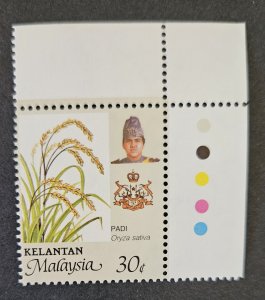 PADI
Oryza sativa
KELANTAN
Malaysia 30¢